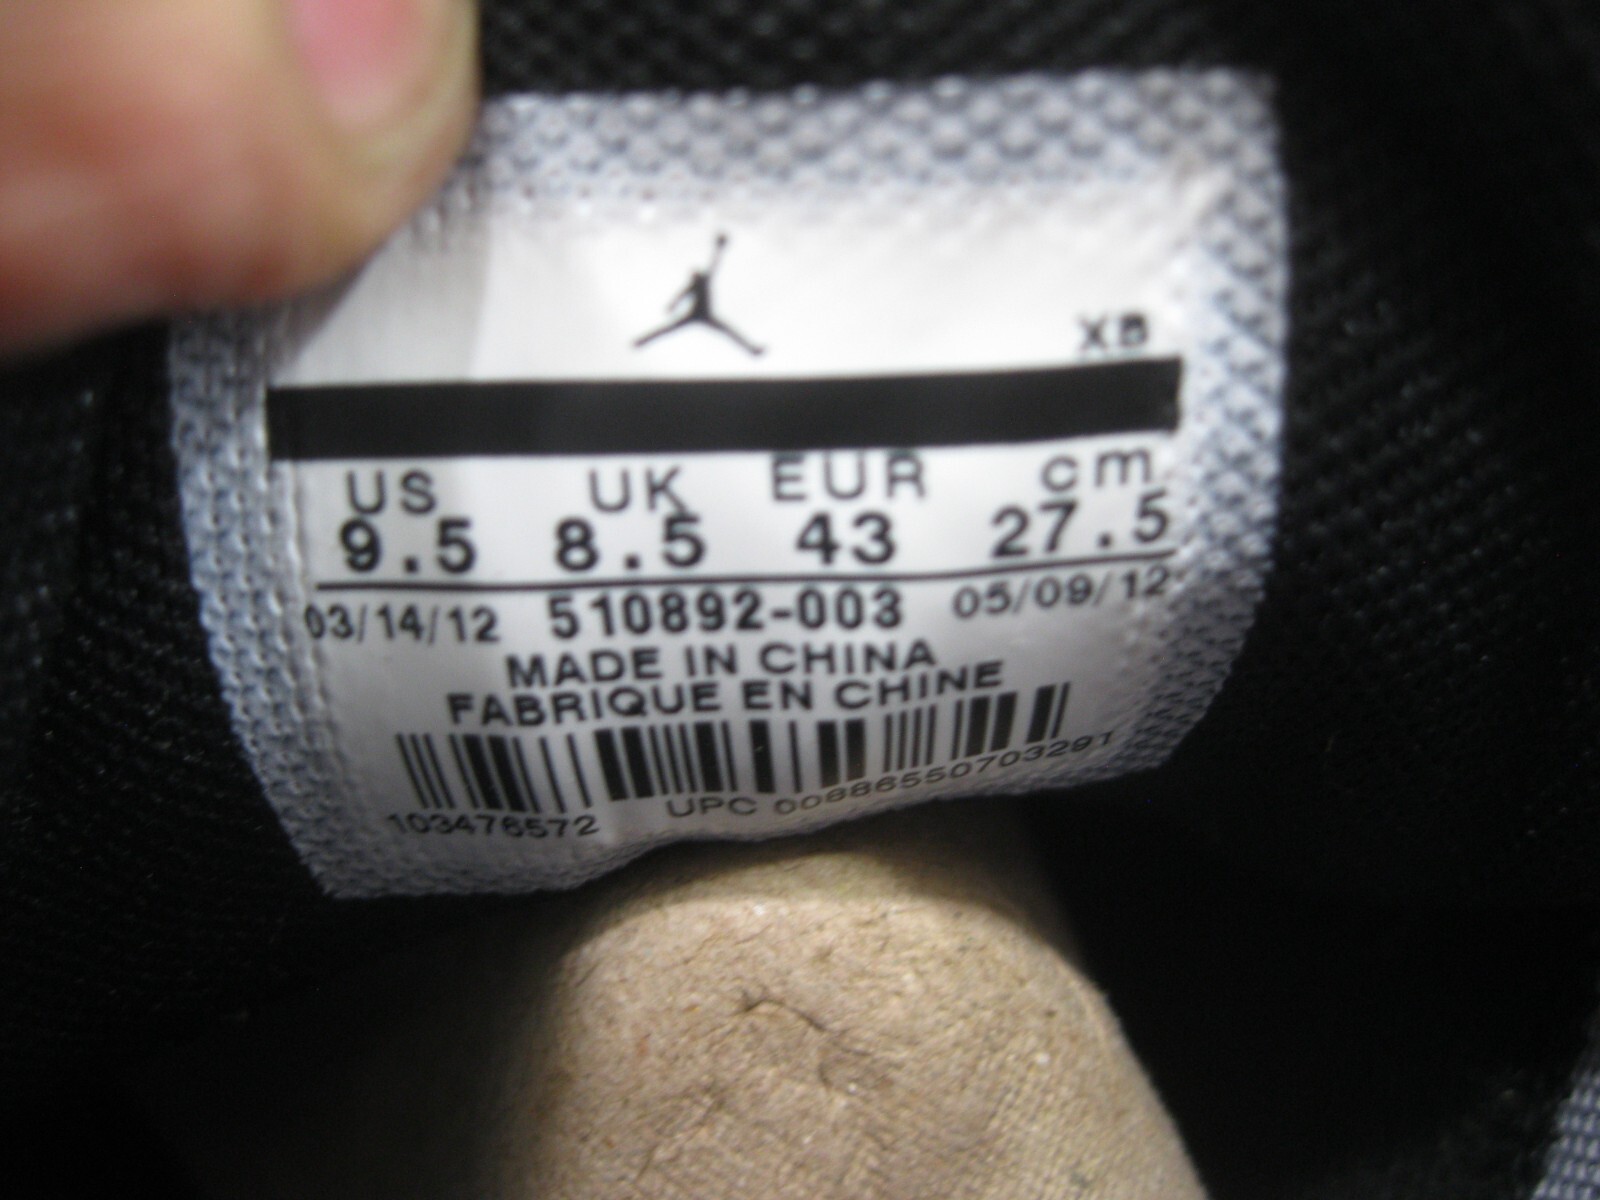 XB
US UK EUR cm
9.5 8.5 43 27.5
03/14/12 510892-003 05/09/12
MADE IN CHINA
FABRIQUE EN CHINE
103476572 UPC 00886550703291